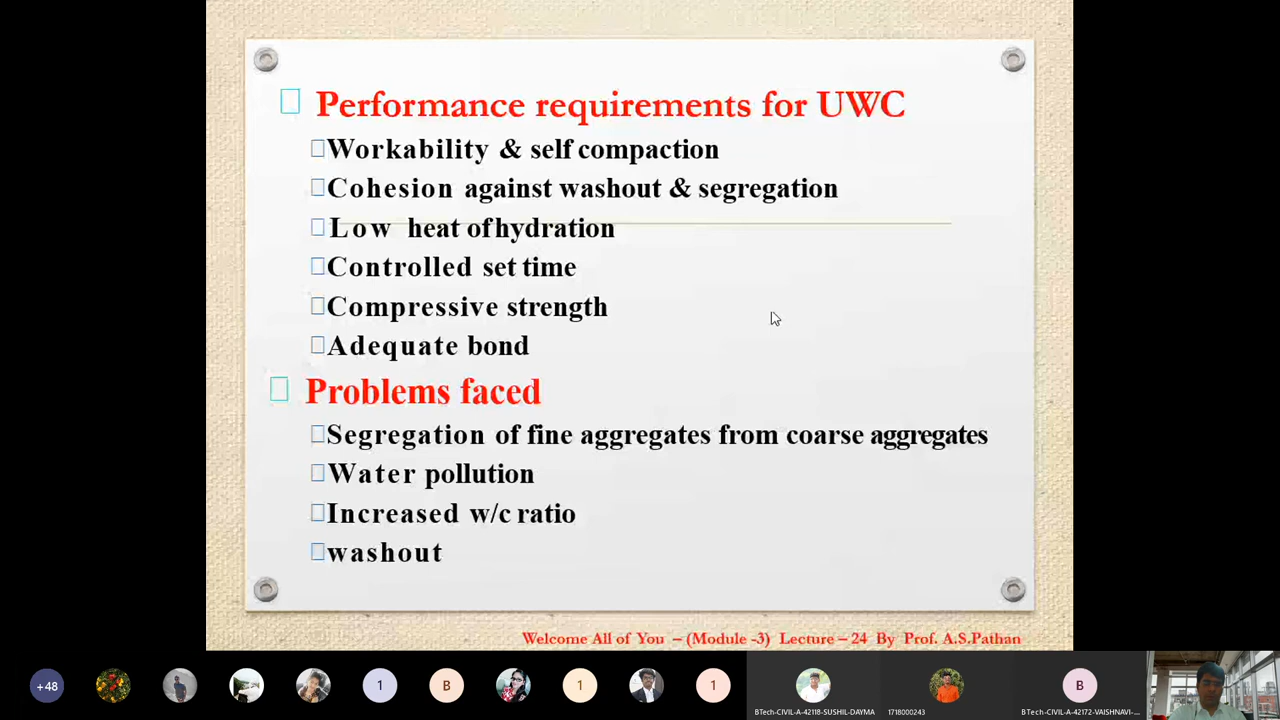 Performance requirements for UWC
Workability & self compaction
Cohesion against washout & segregation
Low heat of hydration
Controlled set time
Compressive strength
Adequate bond
Problems faced
Segregation of fine aggregates from coarse aggregates
Water pollution
Increased w/c ratio
washout
Welcome All of You – (Module -3) Lecture – 24 By Prof. A.S.Pathan
+48
1
B
1
1
B
BTech-CIVIL-A-42118-SUSHIL-DAYMA
1718000243
BTech-CIVIL-A-42172-VAISHNAVI-...